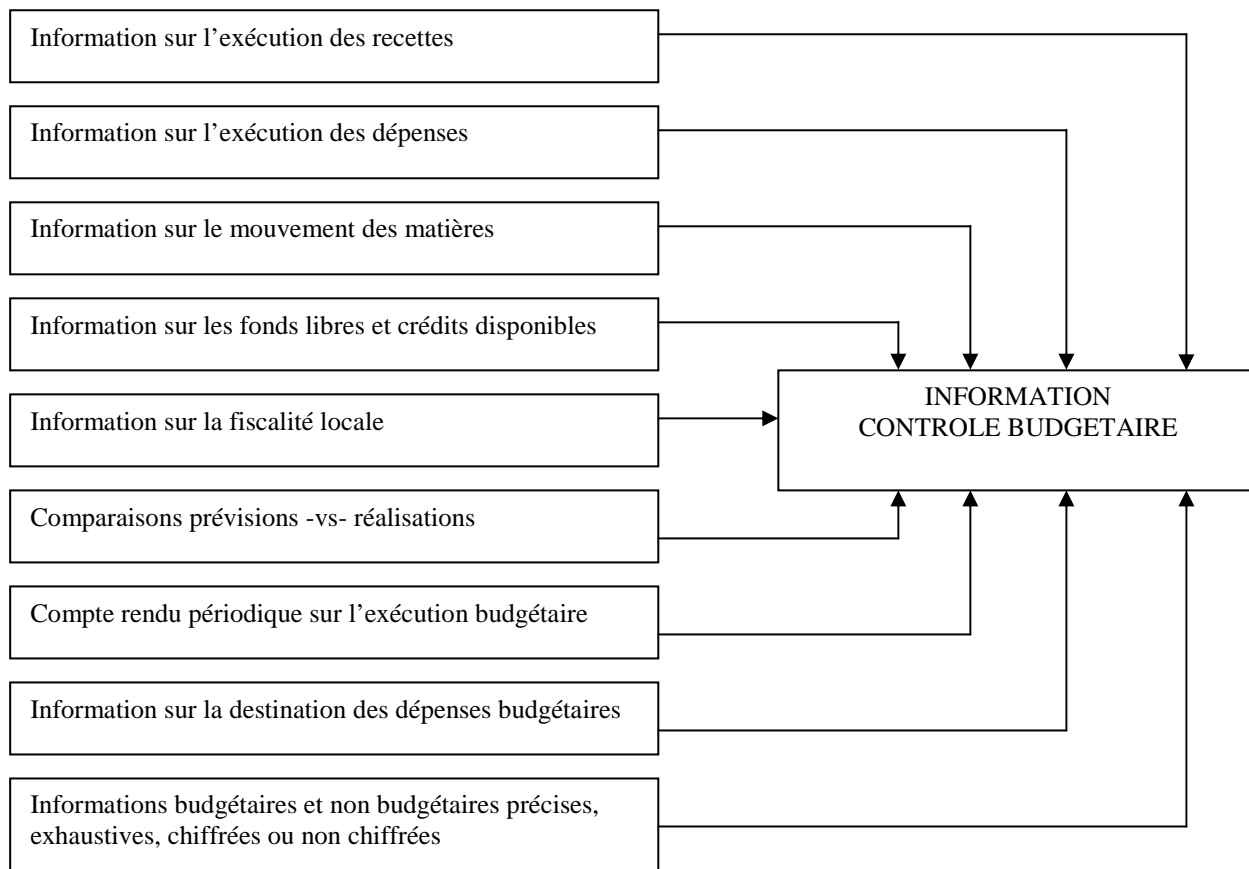 Information sur l’exécution des recettes
Information sur l’exécution des dépenses
Information sur le mouvement des matières
Information sur les fonds libres et crédits disponibles
Information sur la fiscalité locale
INFORMATION
CONTROLE BUDGETAIRE
Comparaisons prévisions -vs- réalisations
Compte rendu périodique sur l’exécution budgétaire
Information sur la destination des dépenses budgétaires
Informations budgétaires et non budgétaires précises,
exhaustives, chiffrées ou non chiffrées